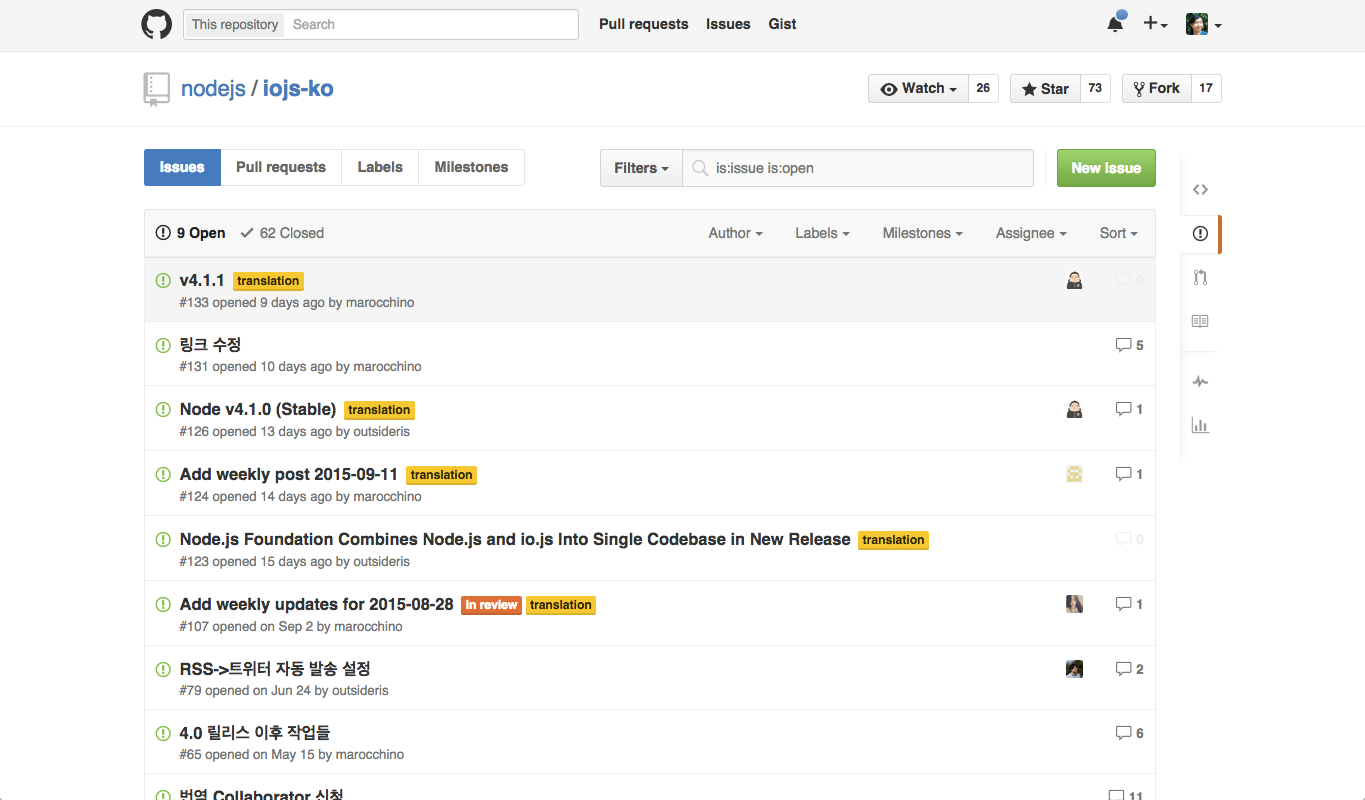 This repository Search Pull requests Issues Gist
nodejs / iojs-ko Watch 26 Star 73 Fork 17
Issues Pull requests Labels Milestones Filters is:issue is:open New issue
9 Open 62 Closed Author Labels Milestones Assignee Sort
v4.1.1 translation 0
#133 opened 9 days ago by marocchino
링크 수정 5
#131 opened 10 days ago by marocchino
Node v4.1.0 (Stable) translation 1
#126 opened 13 days ago by outsideris
Add weekly post 2015-09-11 translation 1
#124 opened 14 days ago by marocchino
Node.js Foundation Combines Node.js and io.js Into Single Codebase in New Release translation 0
#123 opened 15 days ago by outsideris
Add weekly updates for 2015-08-28 In review translation 1
#107 opened on Sep 2 by marocchino
RSS->트위터 자동 발송 설정 2
#79 opened on Jun 24 by outsideris
4.0 릴리스 이후 작업들 6
#65 opened on May 15 by marocchino
번역 Collaborator 신청 11